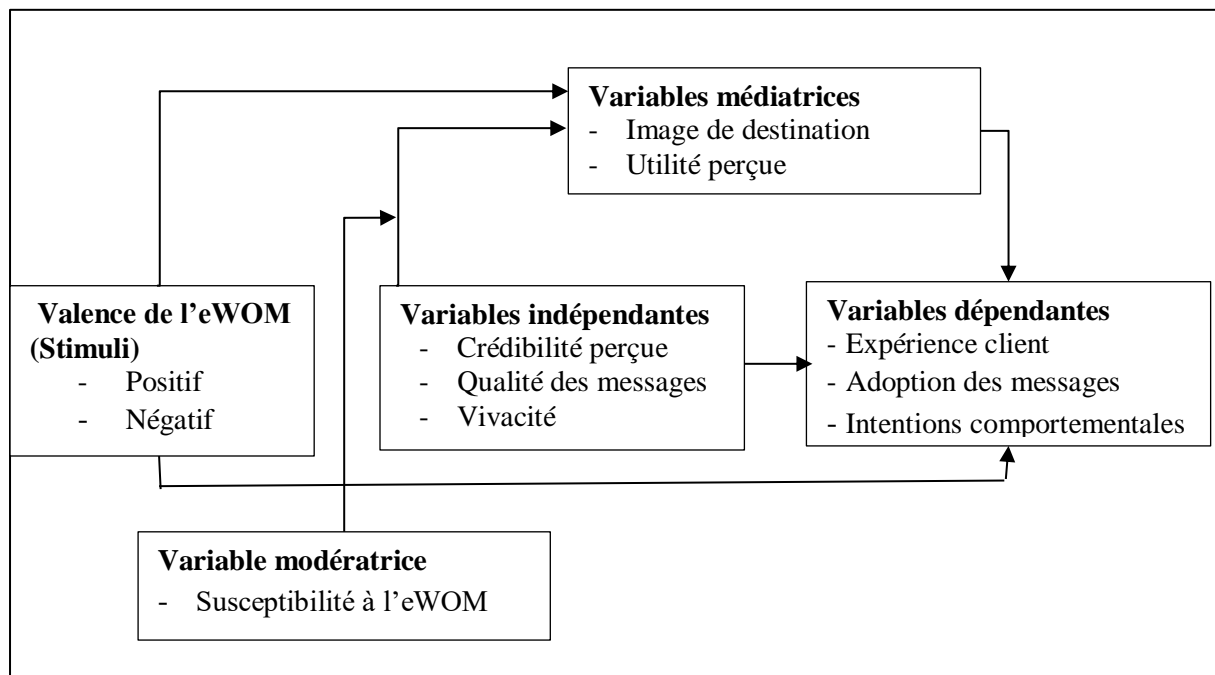 Variables médiatrices
- Image de destination
- Utilité perçue
Valence de l’eWOM
(Stimuli)
- Positif
- Négatif
Variables indépendantes
- Crédibilité perçue
- Qualité des messages
- Vivacité
Variables dépendantes
- Expérience client
- Adoption des messages
- Intentions comportementales
Variable modératrice
- Susceptibilité à l’eWOM